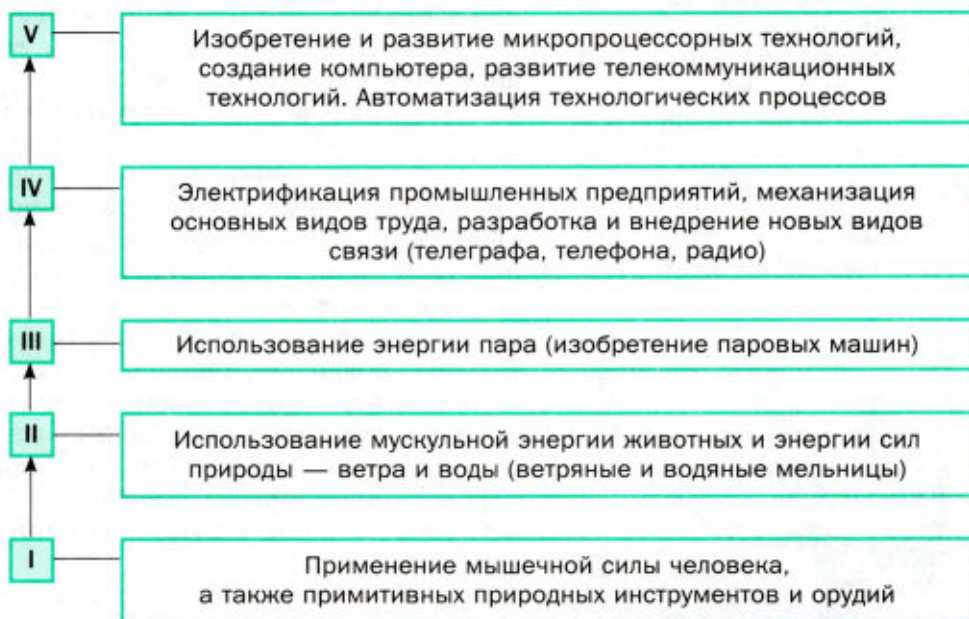 V
Изобретение и развитие микропроцессорных технологий,
создание компьютера, развитие телекоммуникационных
технологий. Автоматизация технологических процессов
IV
Электрификация промышленных предприятий, механизация
основных видов труда, разработка и внедрение новых видов
связи (телеграфа, телефона, радио)
III
Использование энергии пара (изобретение паровых машин)
II
Использование мускульной энергии животных и энергии сил
природы — ветра и воды (ветряные и водяные мельницы)
I
Применение мышечной силы человека,
а также примитивных природных инструментов и орудий